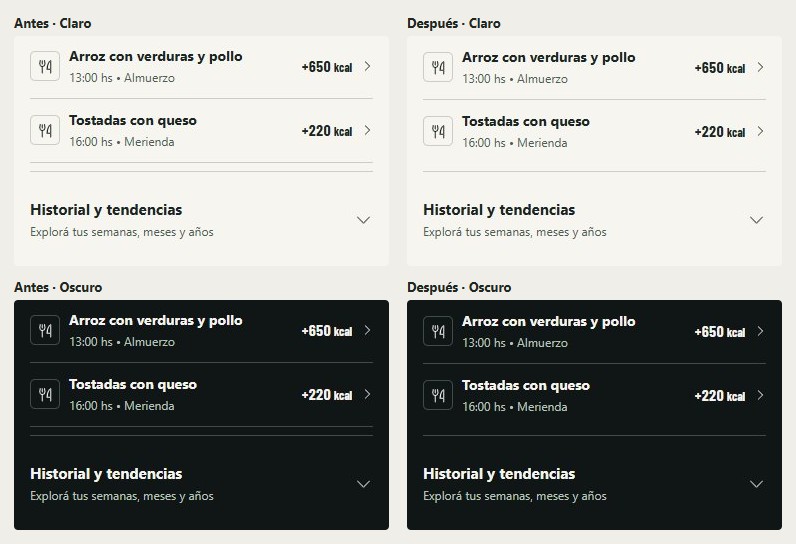 Antes · Claro
Arroz con verduras y pollo
13:00 hs • Almuerzo
+650 kcal
Tostadas con queso
16:00 hs • Merienda
+220 kcal
Historial y tendencias
Explorá tus semanas, meses y años
Después · Claro
Arroz con verduras y pollo
13:00 hs • Almuerzo
+650 kcal
Tostadas con queso
16:00 hs • Merienda
+220 kcal
Historial y tendencias
Explorá tus semanas, meses y años
Antes · Oscuro
Arroz con verduras y pollo
13:00 hs • Almuerzo
+650 kcal
Tostadas con queso
16:00 hs • Merienda
+220 kcal
Historial y tendencias
Explorá tus semanas, meses y años
Después · Oscuro
Arroz con verduras y pollo
13:00 hs • Almuerzo
+650 kcal
Tostadas con queso
16:00 hs • Merienda
+220 kcal
Historial y tendencias
Explorá tus semanas, meses y años